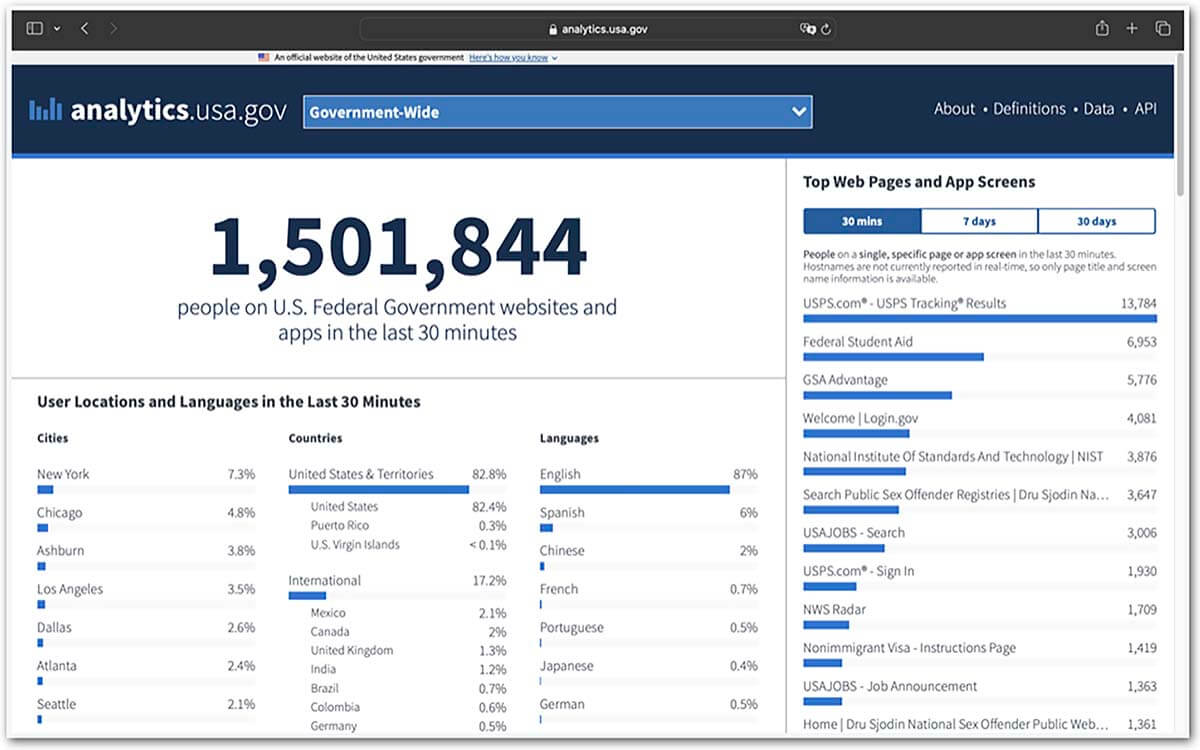 analytics.usa.gov
An official website of the United States government Here's how you know
analytics.usa.gov
Government-Wide
About • Definitions • Data • API
1,501,844
people on U.S. Federal Government websites and
apps in the last 30 minutes
User Locations and Languages in the Last 30 Minutes
Cities
New York 7.3%
Chicago 4.8%
Ashburn 3.8%
Los Angeles 3.5%
Dallas 2.6%
Atlanta 2.4%
Seattle 2.1%
Countries
United States & Territories 82.8%
United States 82.4%
Puerto Rico 0.3%
U.S. Virgin Islands < 0.1%
International 17.2%
Mexico 2.1%
Canada 2%
United Kingdom 1.3%
India 1.2%
Brazil 0.7%
Colombia 0.6%
Germany 0.5%
Languages
English 87%
Spanish 6%
Chinese 2%
French 0.7%
Portuguese 0.5%
Japanese 0.4%
German 0.5%
Top Web Pages and App Screens
30 mins 7 days 30 days
People on a single, specific page or app screen in the last 30 minutes.
Hostnames are not currently reported in real-time, so only page title and screen
name information is available.
USPS.com® - USPS Tracking® Results 13,784
Federal Student Aid 6,953
GSA Advantage 5,776
Welcome | Login.gov 4,081
National Institute Of Standards And Technology | NIST 3,876
Search Public Sex Offender Registries | Dru Sjodin Na... 3,647
USAJOBS - Search 3,006
USPS.com® - Sign In 1,930
NWS Radar 1,709
Nonimmigrant Visa - Instructions Page 1,419
USAJOBS - Job Announcement 1,363
Home | Dru Sjodin National Sex Offender Public Web... 1,361